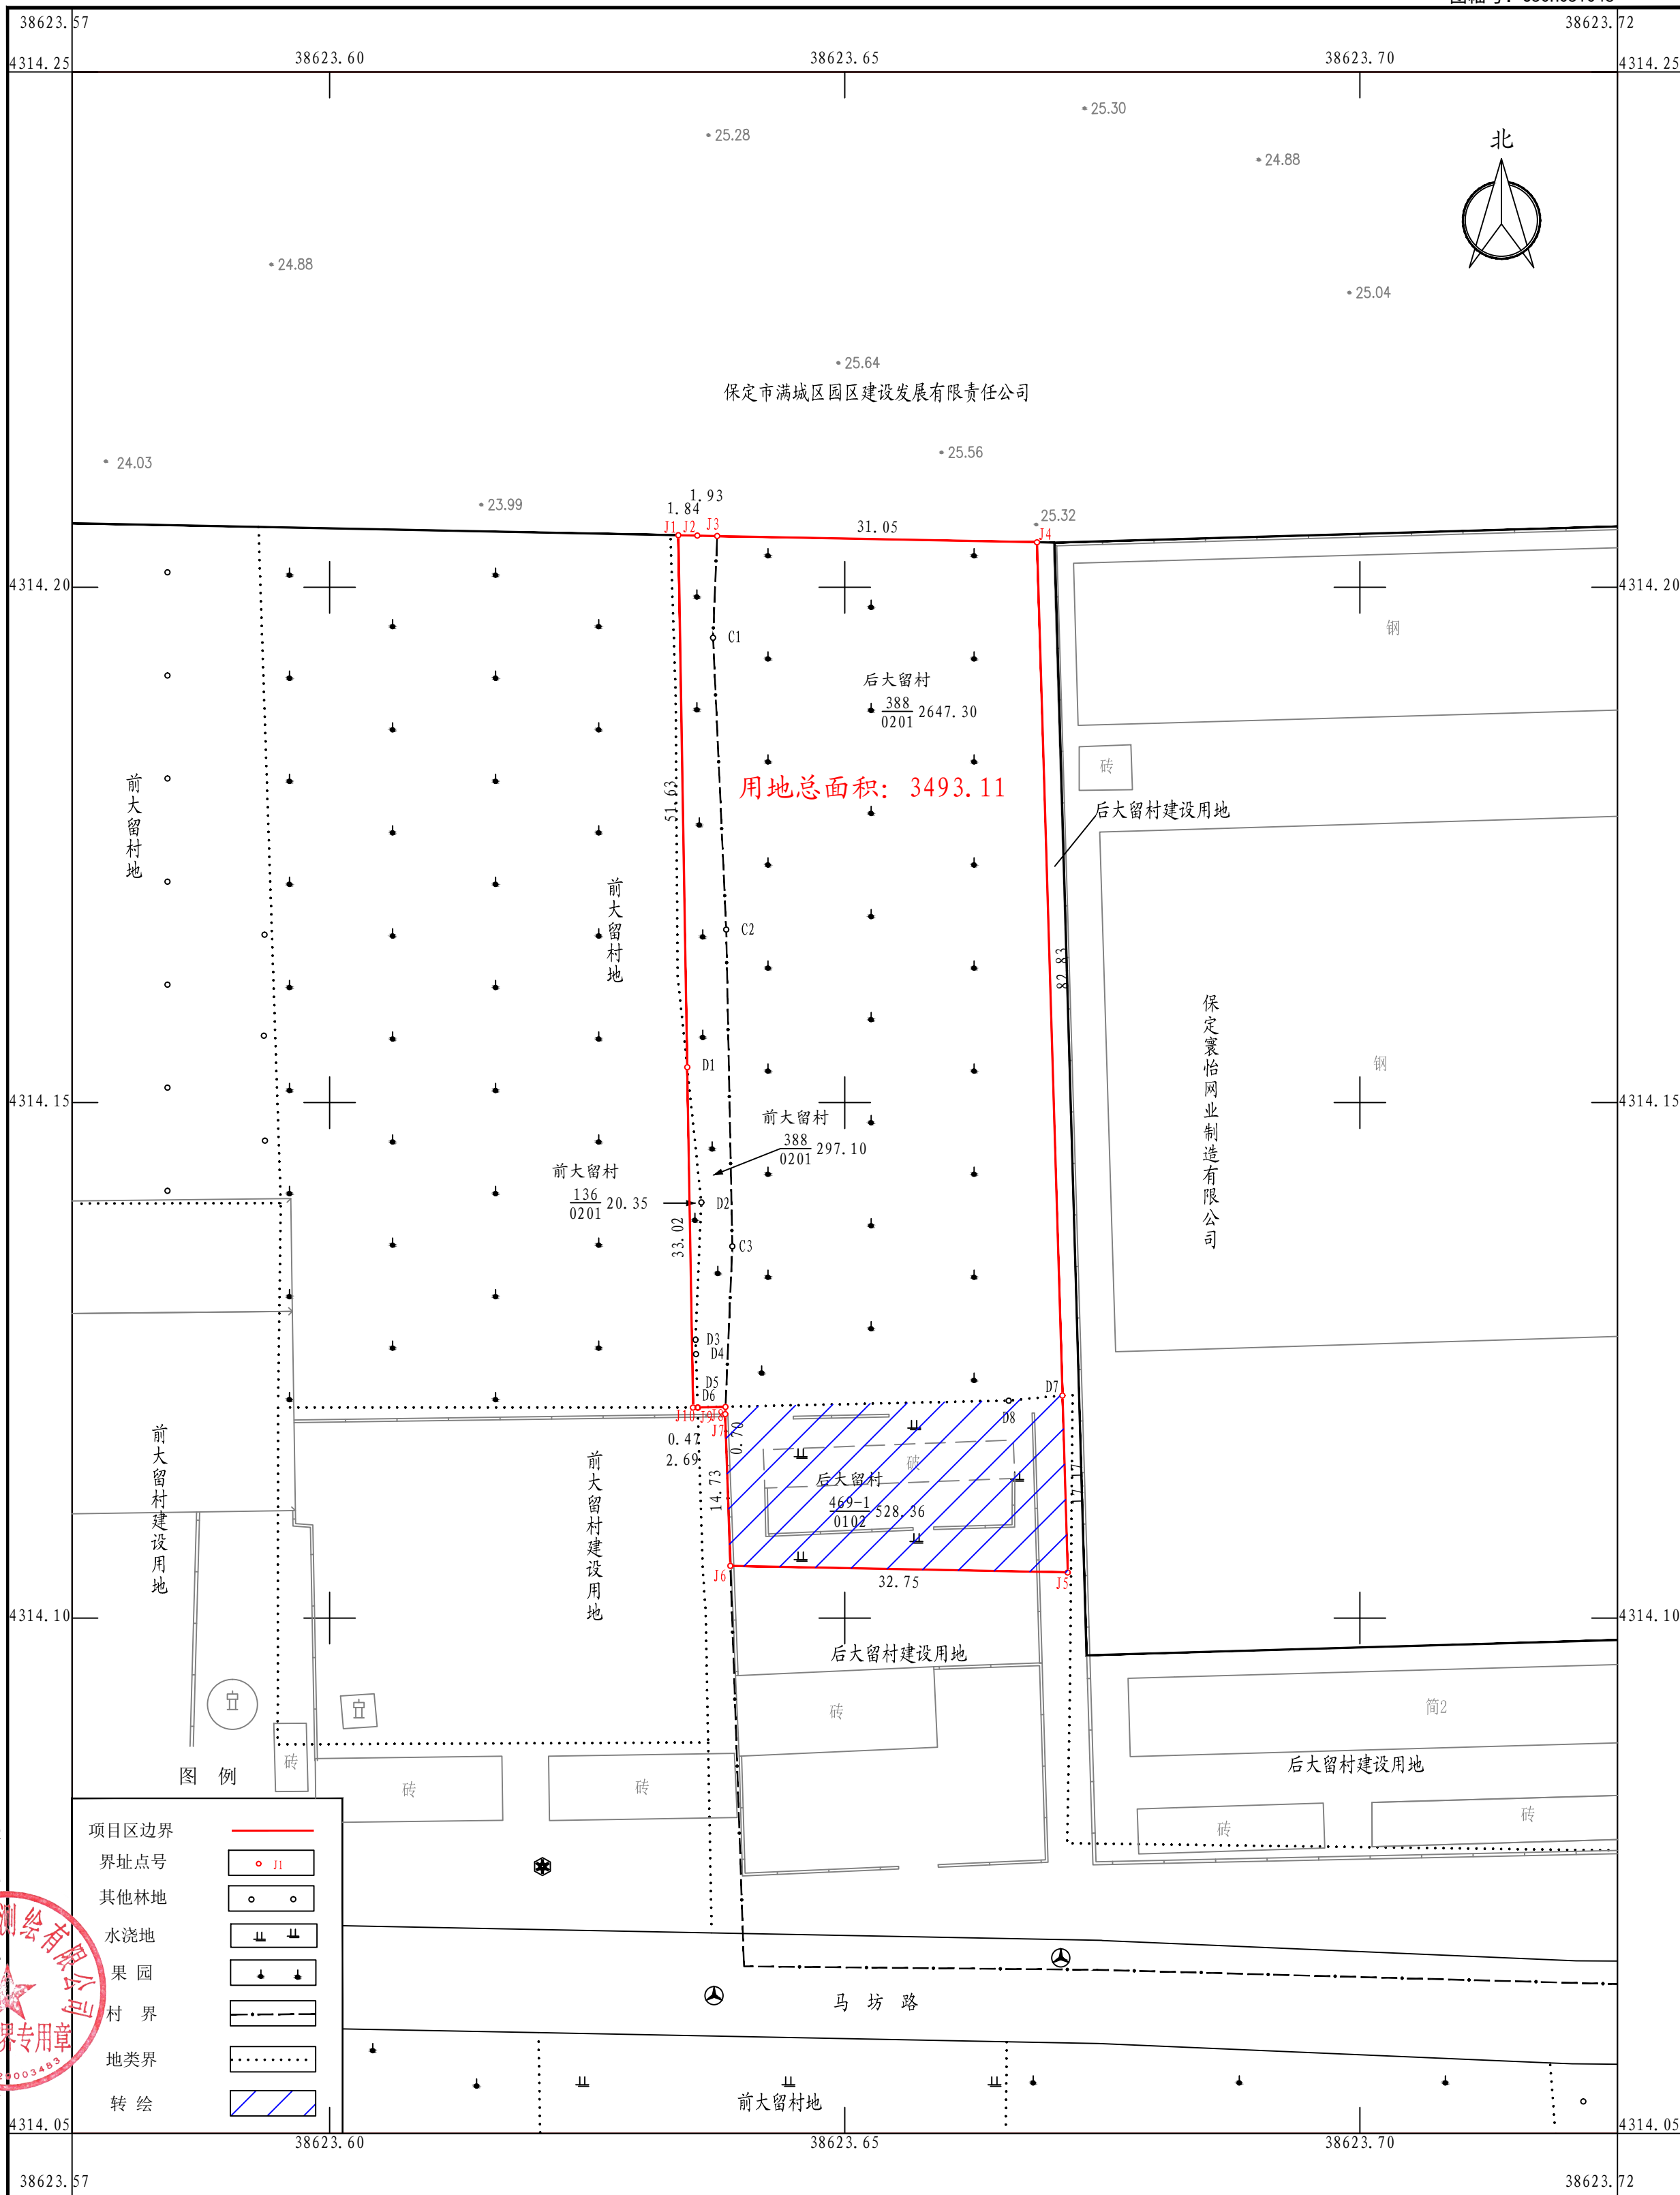 38623.57
38623.72
4314.25
38623.60
38623.65
38623.70
4314.25
25.30
25.28
24.88
北
24.88
25.04
25.64
保定市满城区园区建设发展有限责任公司
24.03
25.56
23.99
25.32
1.93
1.84
31.05
J1
J2
J3
J4
4314.20
4314.20
钢
C1
后大留村
388
0201
2647.30
砖
用地总面积: 3493.11
51.63
后大留村建设用地
前大留村地
前大留村地
C2
82.83
保定寰怡网业制造有限公司
钢
D1
4314.15
4314.15
前大留村
388
0201
297.10
前大留村
136
0201
20.35
D2
33.02
C3
D3
D4
D5
D6
D7
D8
J10
J9
J8
J7
0.47
2.69
0.70
14.73
砖
后大留村
469-1
0102
528.36
前大留村建设用地
前大留村建设用地
J6
32.75
J5
4314.10
4314.10
后大留村建设用地
砖
简2
后大留村建设用地
砖
砖
砖
砖
砖
图 例
项目区边界
界址点号
J1
其他林地
水浇地
果 园
村 界
地类界
转 绘
测绘有限公司
界专用章
0003483
马 坊 路
前大留村地
4314.05
4314.05
38623.60
38623.65
38623.70
38623.57
38623.72